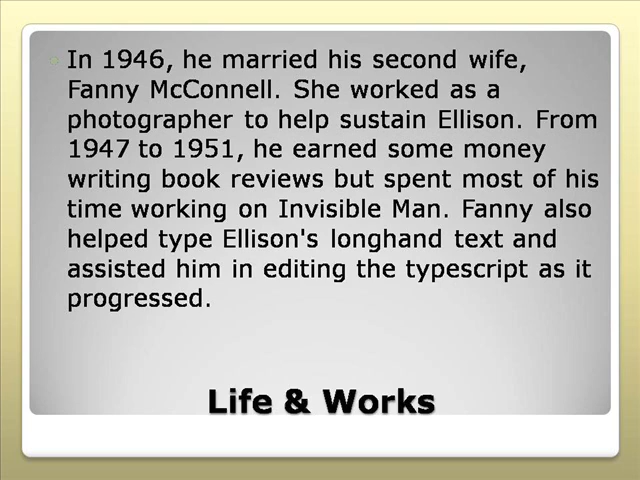 In 1946, he married his second wife,
Fanny McConnell. She worked as a
photographer to help sustain Ellison. From
1947 to 1951, he earned some money
writing book reviews but spent most of his
time working on Invisible Man. Fanny also
helped type Ellison's longhand text and
assisted him in editing the typescript as it
progressed.
Life & Works